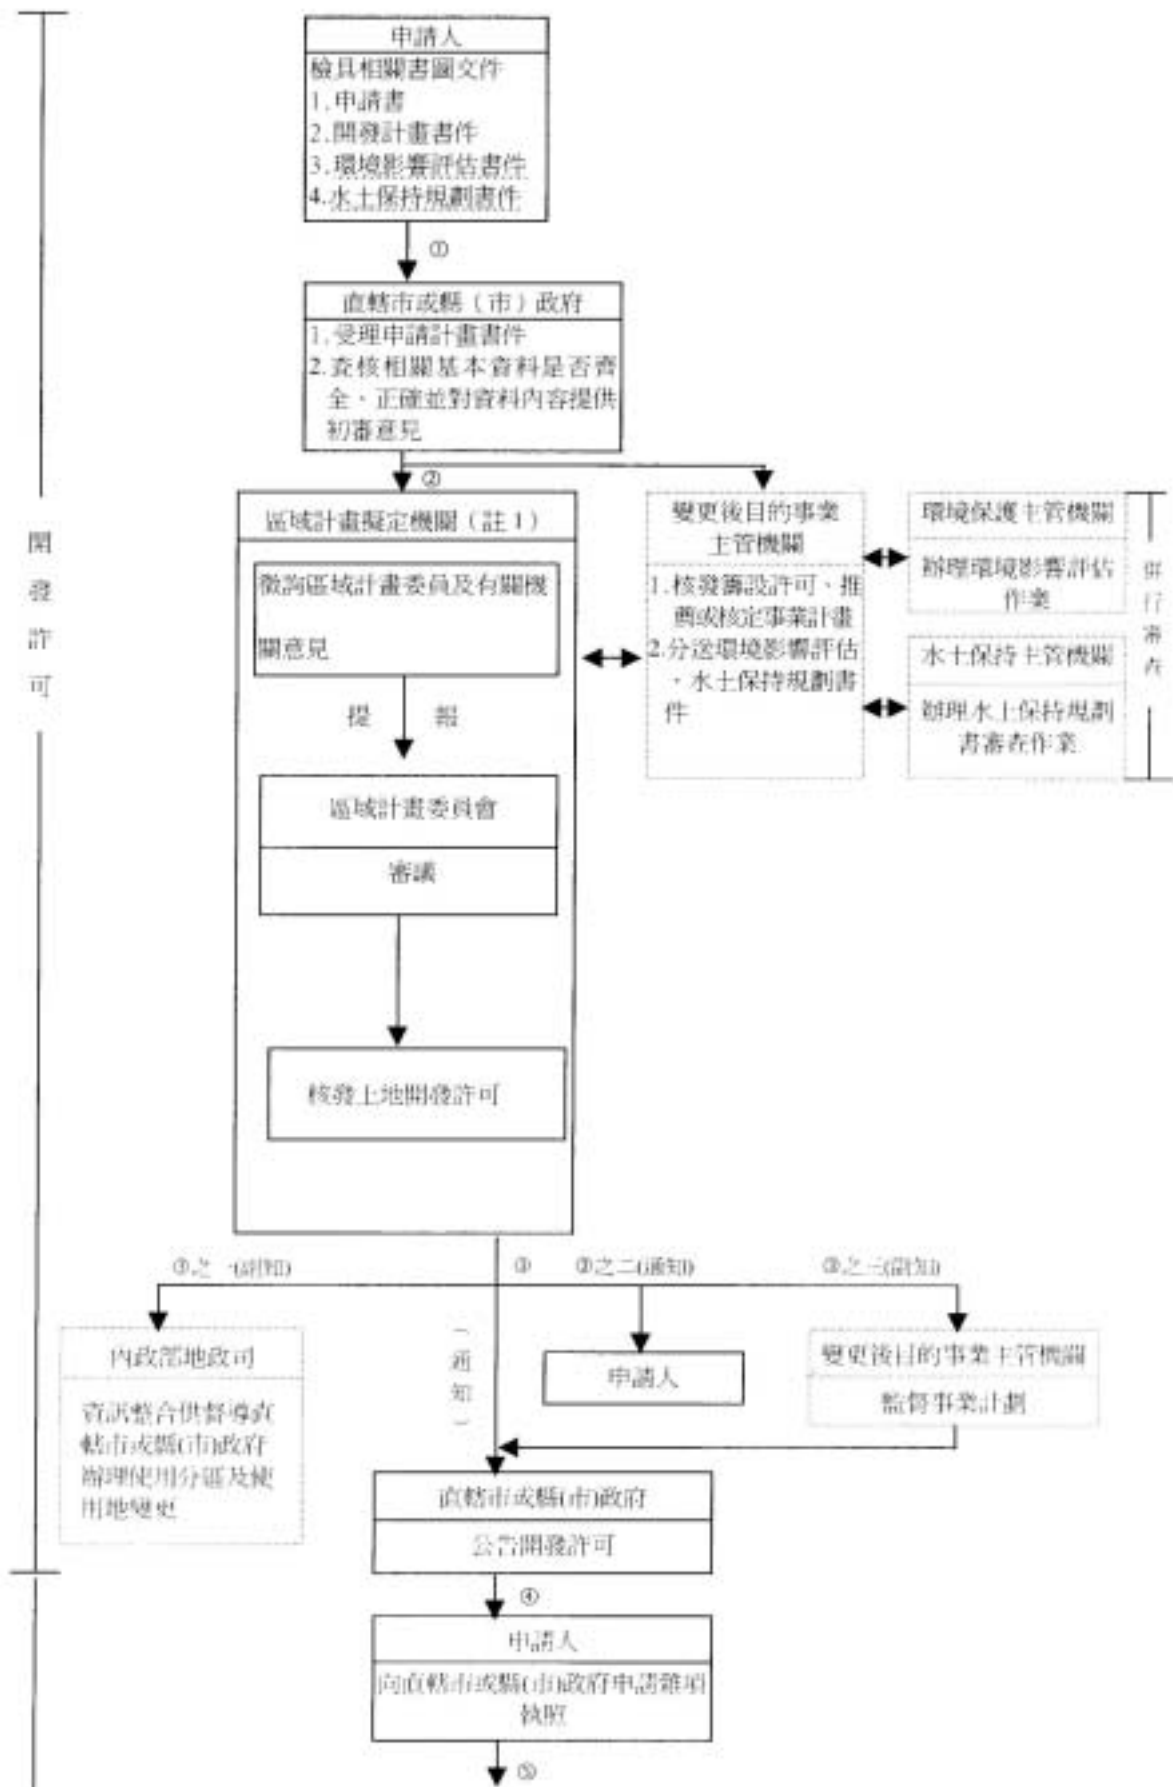 申請人
檢具相關書圖文件
1.申請書
2.開發計畫書件
3.環境影響評估書件
4.水土保持規劃書件
①
直轄市或縣（市）政府
1.受理申請計畫書件
2.查核相關基本資料是否齊
全、正確並對資料內容提供
初審意見
②
開發許可
區域計畫擬定機關（註1）
徵詢區域計畫委員及有關機
關意見
提報
區域計畫委員會
審議
核發土地開發許可
變更後目的事業
主管機關
1.核發籌設許可、推
薦或核定事業計畫
2.分送環境影響評估
、水土保持規劃書
件
環境保護主管機關
辦理環境影響評估
作業
水土保持主管機關
辦理水土保持規劃
書審查作業
併行審查
③之一(副知)
③
③之二(通知)
③之三(副知)
內政部地政司
資訊整合供督導直
轄市或縣(市)政府
辦理使用分區及使
用地變更
（通知）
申請人
變更後目的事業主管機關
監督事業計劃
直轄市或縣(市)政府
公告開發許可
④
申請人
向直轄市或縣(市)政府申請雜項
執照
⑤